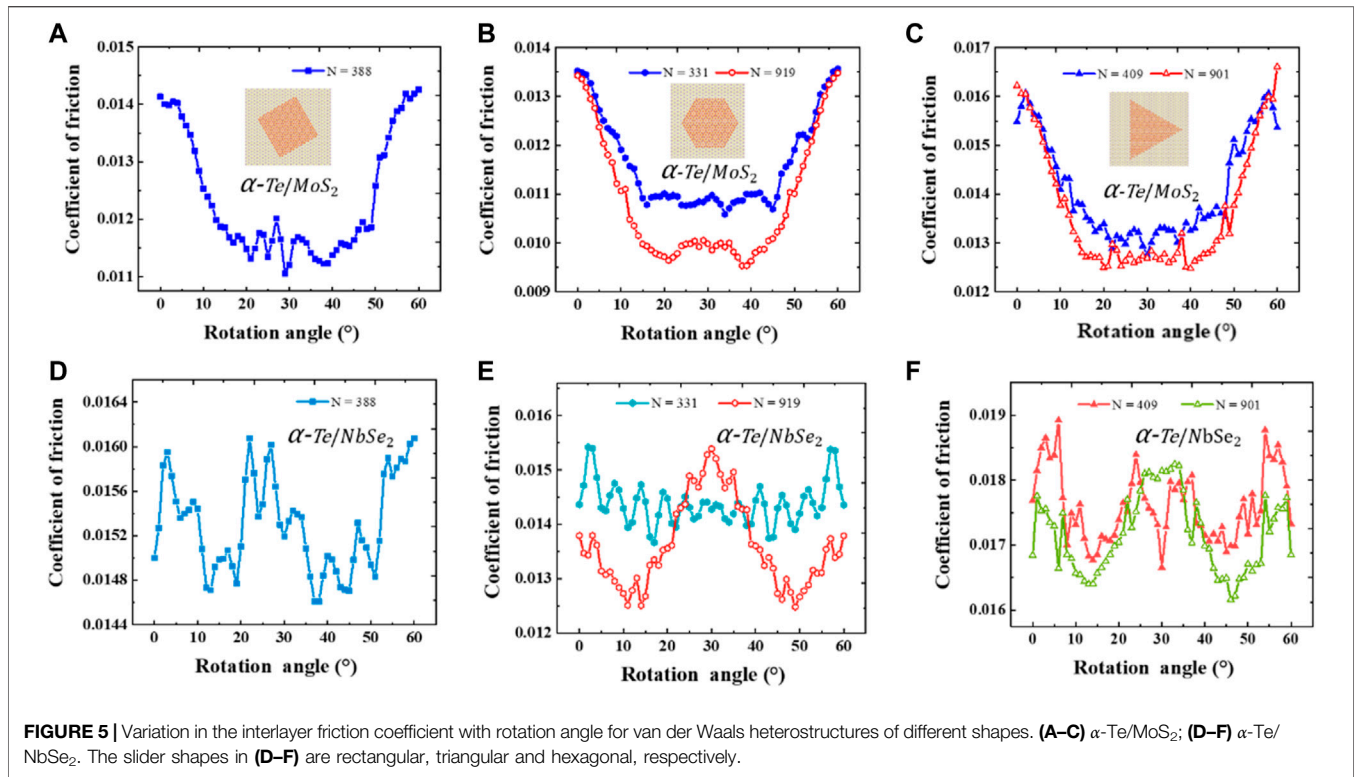 A
0.015
0.014
0.013
0.012
0.011
Coefficient of friction
N = 388
α-Te/MoS₂
0 10 20 30 40 50 60
Rotation angle (°)
B
0.014
0.013
0.012
0.011
0.010
0.009
Coefficient of friction
N = 331 N = 919
α-Te/MoS₂
0 10 20 30 40 50 60
Rotation angle (°)
C
0.017
0.016
0.015
0.014
0.013
0.012
Coefficient of friction
N = 409 N = 901
α-Te/MoS₂
0 10 20 30 40 50 60
Rotation angle (°)
D
0.0164
0.0160
0.0156
0.0152
0.0148
0.0144
Coefficient of friction
N = 388
α-Te/NbSe₂
0 10 20 30 40 50 60
Rotation angle (°)
E
0.016
0.015
0.014
0.013
0.012
Coefficient of friction
N = 331 N = 919
α-Te/NbSe₂
0 10 20 30 40 50 60
Rotation angle (°)
F
0.019
0.018
0.017
0.016
Coefficient of friction
N = 409 N = 901
α-Te/NbSe₂
0 10 20 30 40 50 60
Rotation angle (°)
FIGURE 5 | Variation in the interlayer friction coefficient with rotation angle for van der Waals heterostructures of different shapes. (A–C) α-Te/MoS₂; (D–F) α-Te/
NbSe₂. The slider shapes in (D–F) are rectangular, triangular and hexagonal, respectively.